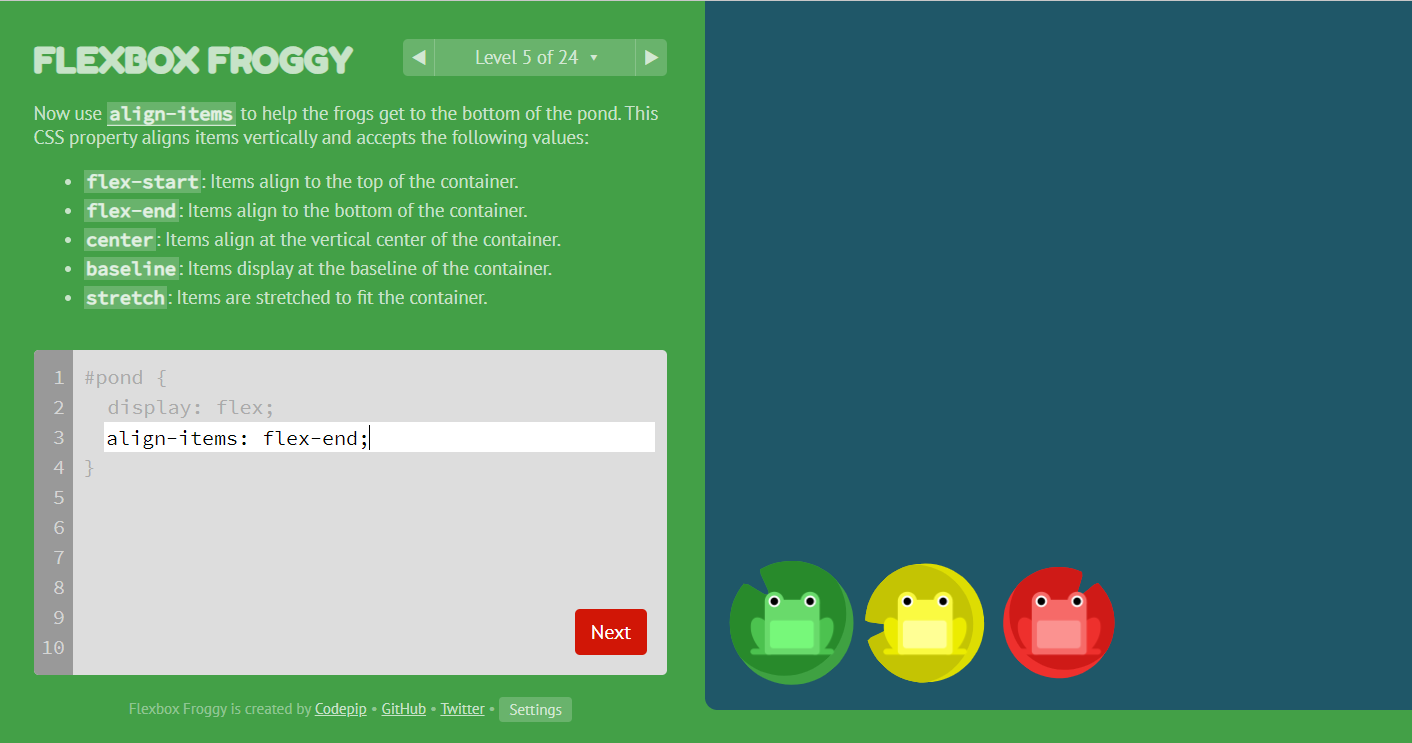 FLEXBOX FROGGY
◀ Level 5 of 24 ▾ ▶
Now use align-items to help the frogs get to the bottom of the pond. This
CSS property aligns items vertically and accepts the following values:
• flex-start: Items align to the top of the container.
• flex-end: Items align to the bottom of the container.
• center: Items align at the vertical center of the container.
• baseline: Items display at the baseline of the container.
• stretch: Items are stretched to fit the container.
1 #pond {
2 display: flex;
3 align-items: flex-end;
4 }
5
6
7
8
9
10
Next
Flexbox Froggy is created by Codepip • GitHub • Twitter • Settings